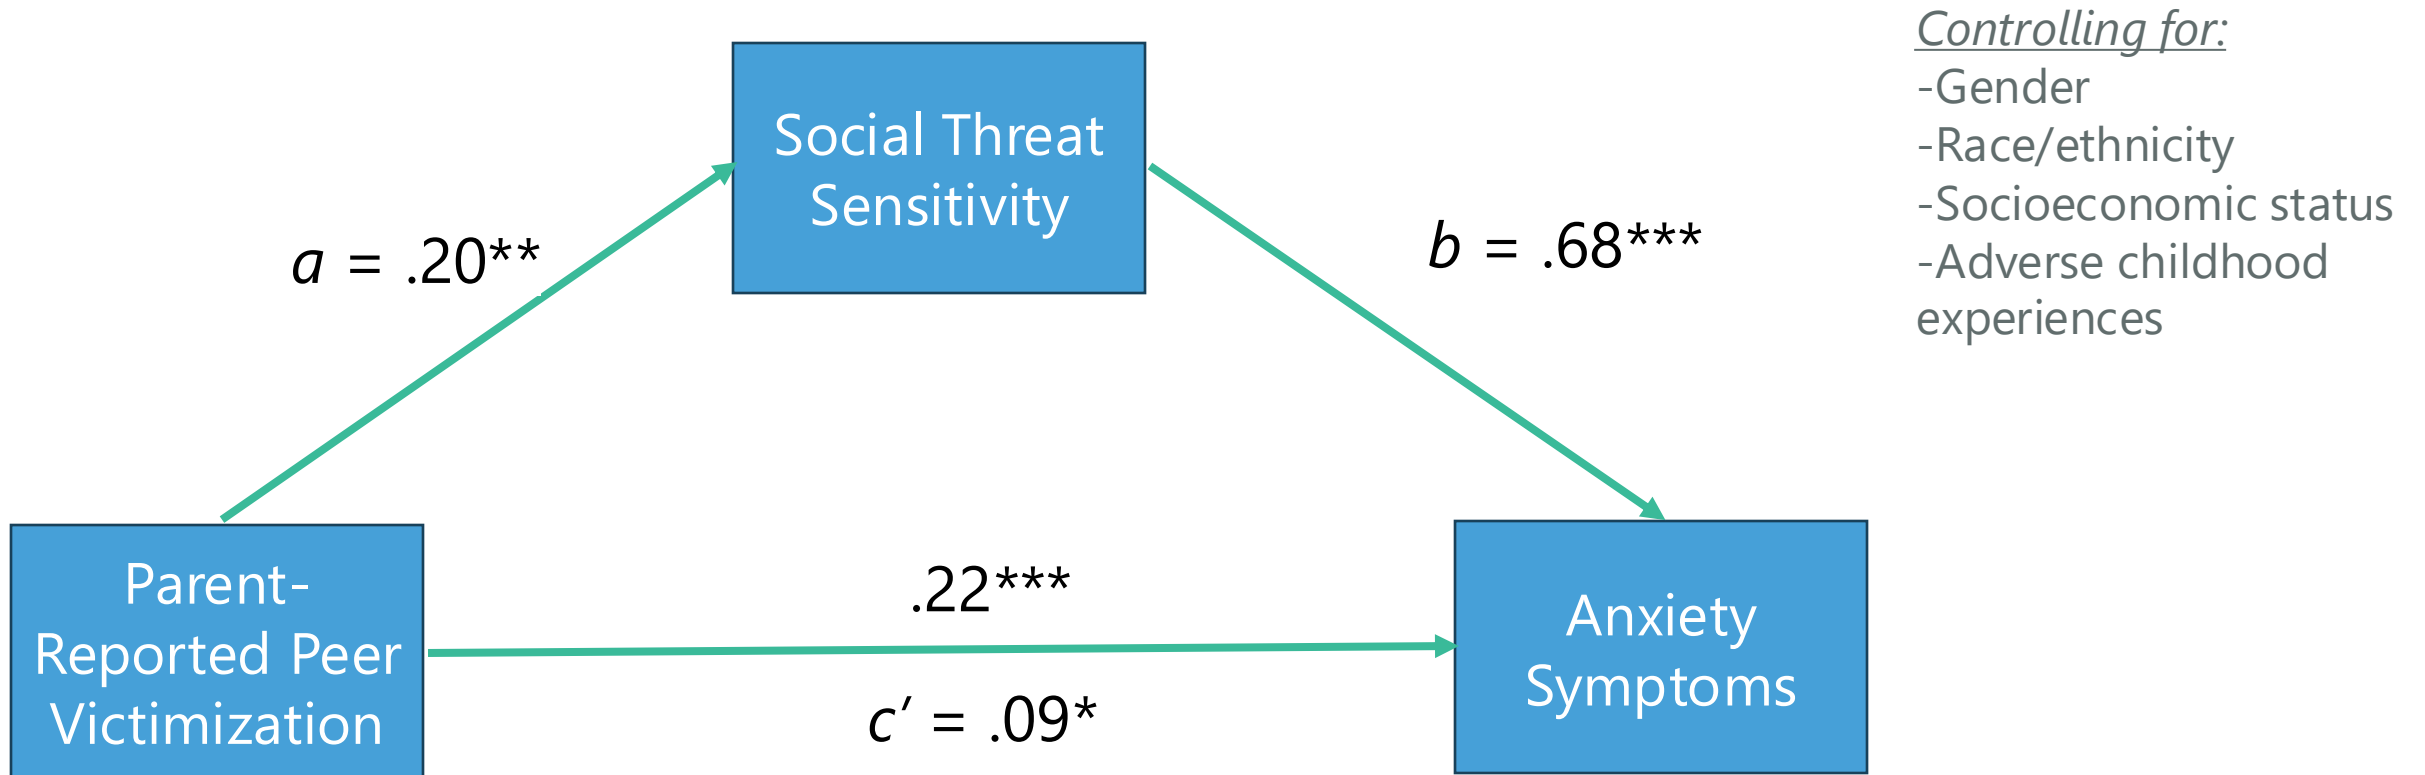 Controlling for:
-Gender
-Race/ethnicity
-Socioeconomic status
-Adverse childhood
experiences
Social Threat
Sensitivity
a = .20**
b = .68***
Parent-
Reported Peer
Victimization
.22***
c′ = .09*
Anxiety
Symptoms